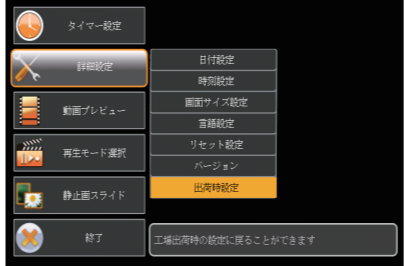 タイマー設定
詳細設定
動画プレビュー
再生モード選択
静止画スライド
終了
日付設定
時刻設定
画面サイズ設定
言語設定
リセット設定
バージョン
出荷時設定
工場出荷時の設定に戻ることができます